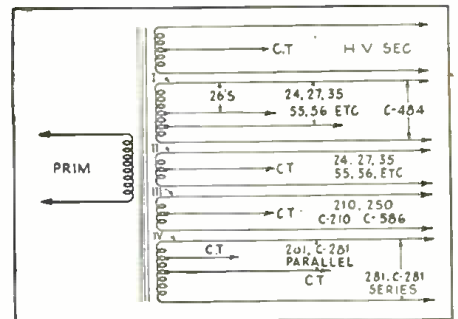 C.T
H V SEC
I
26'S
24, 27, 35
55, 56 ETC
C-484
PRIM
II
24, 27, 35
55, 56, ETC
CT
III
210, 250
CT
C-210 C-586
IV
C.T
281, C-281
PARALLEL
CT
281, C-281
SERIES